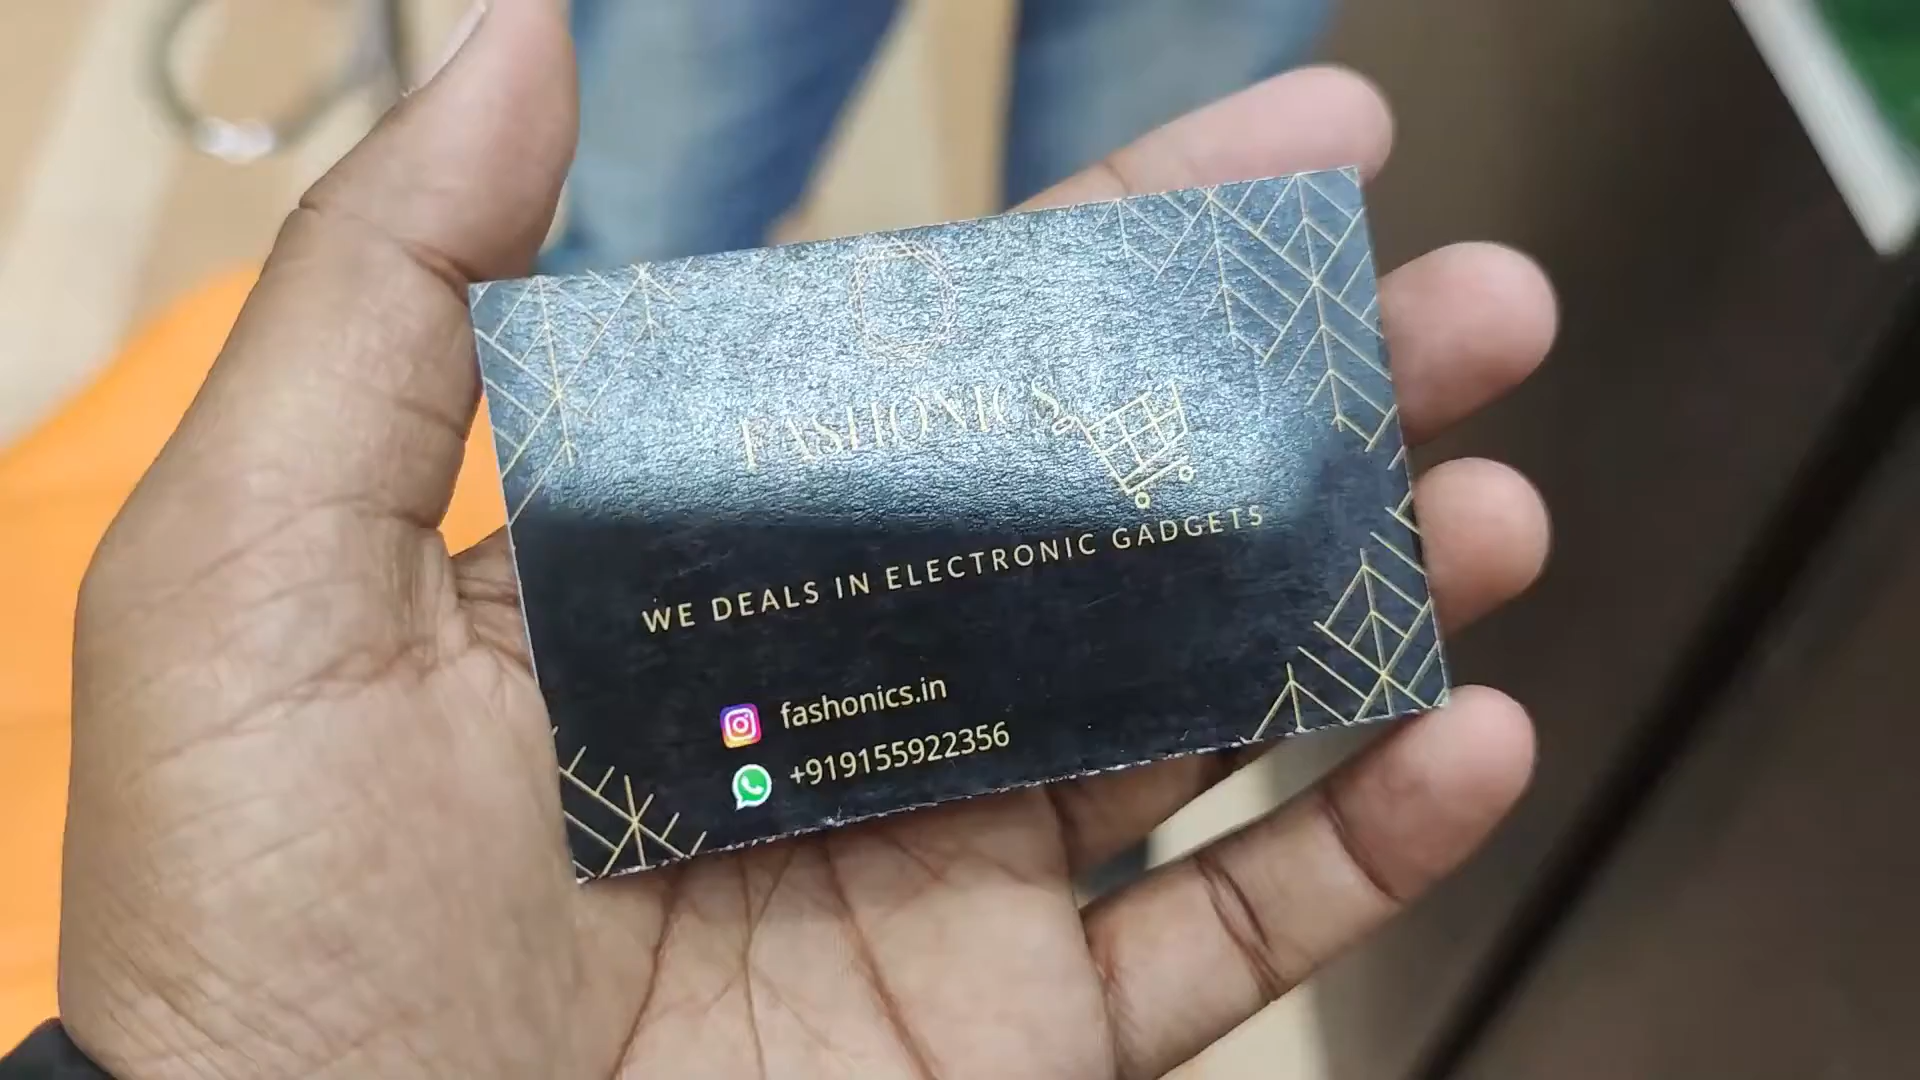 FASHONICS
WE DEALS IN ELECTRONIC GADGETS
fashonics.in
+919155922356